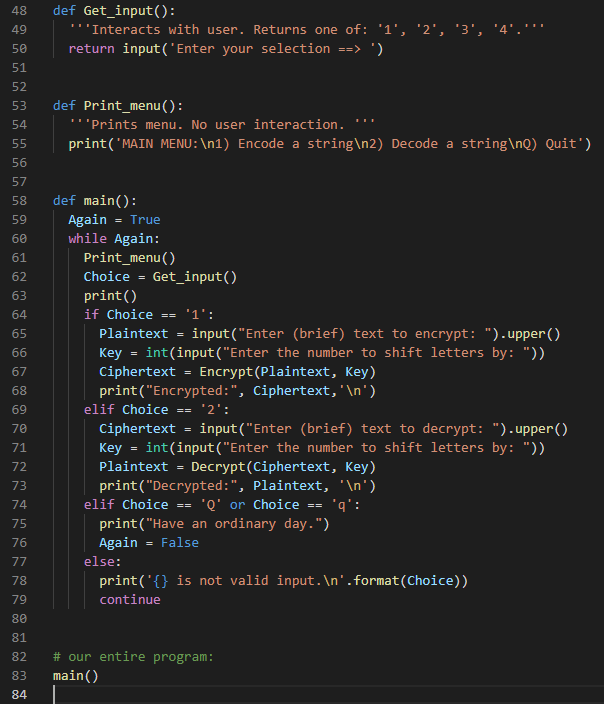 48 def Get_input():
49   '''Interacts with user. Returns one of: '1', '2', '3', '4'.'''
50   return input('Enter your selection ==> ')
51
52
53 def Print_menu():
54   '''Prints menu. No user interaction. '''
55   print('MAIN MENU:\n1) Encode a string\n2) Decode a string\nQ) Quit')
56
57
58 def main():
59   Again = True
60   while Again:
61     Print_menu()
62     Choice = Get_input()
63     print()
64     if Choice == '1':
65       Plaintext = input("Enter (brief) text to encrypt: ").upper()
66       Key = int(input("Enter the number to shift letters by: "))
67       Ciphertext = Encrypt(Plaintext, Key)
68       print("Encrypted:", Ciphertext,'\n')
69     elif Choice == '2':
70       Ciphertext = input("Enter (brief) text to decrypt: ").upper()
71       Key = int(input("Enter the number to shift letters by: "))
72       Plaintext = Decrypt(Ciphertext, Key)
73       print("Decrypted:", Plaintext, '\n')
74     elif Choice == 'Q' or Choice == 'q':
75       print("Have an ordinary day.")
76       Again = False
77     else:
78       print('{} is not valid input.\n'.format(Choice))
79       continue
80
81
82 # our entire program:
83 main()
84